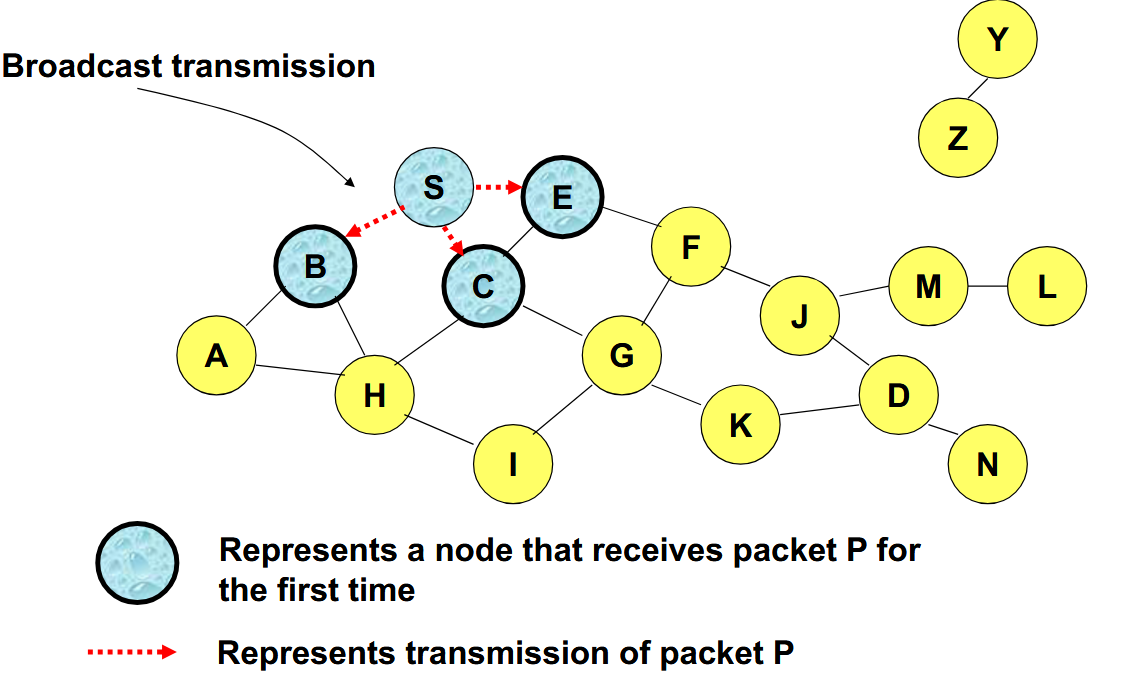 Broadcast transmission
Y
Z
S
E
B
C
F
M
L
J
A
G
H
D
K
I
N
Represents a node that receives packet P for
the first time
Represents transmission of packet P